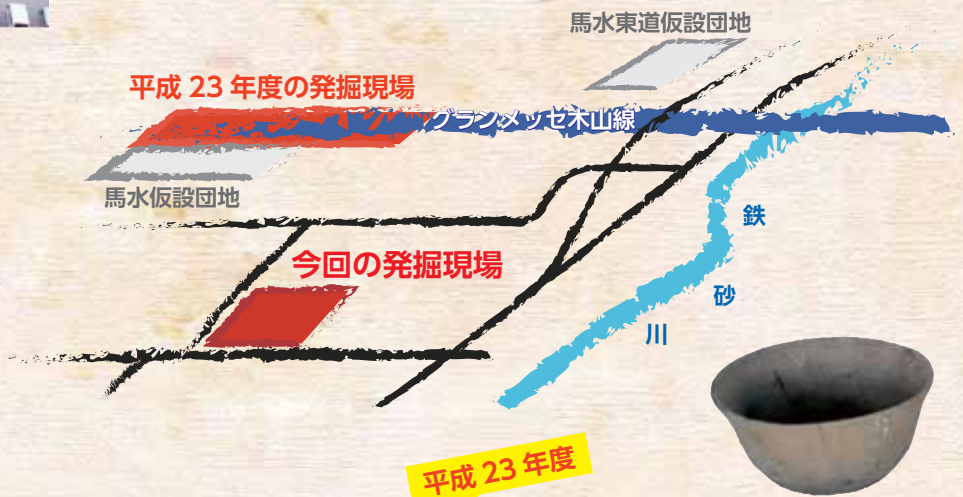 馬水東道仮設団地
平成 23 年度の発掘現場
グランメッセ木山線
馬水仮設団地
鉄
砂
川
今回の発掘現場
平成 23 年度